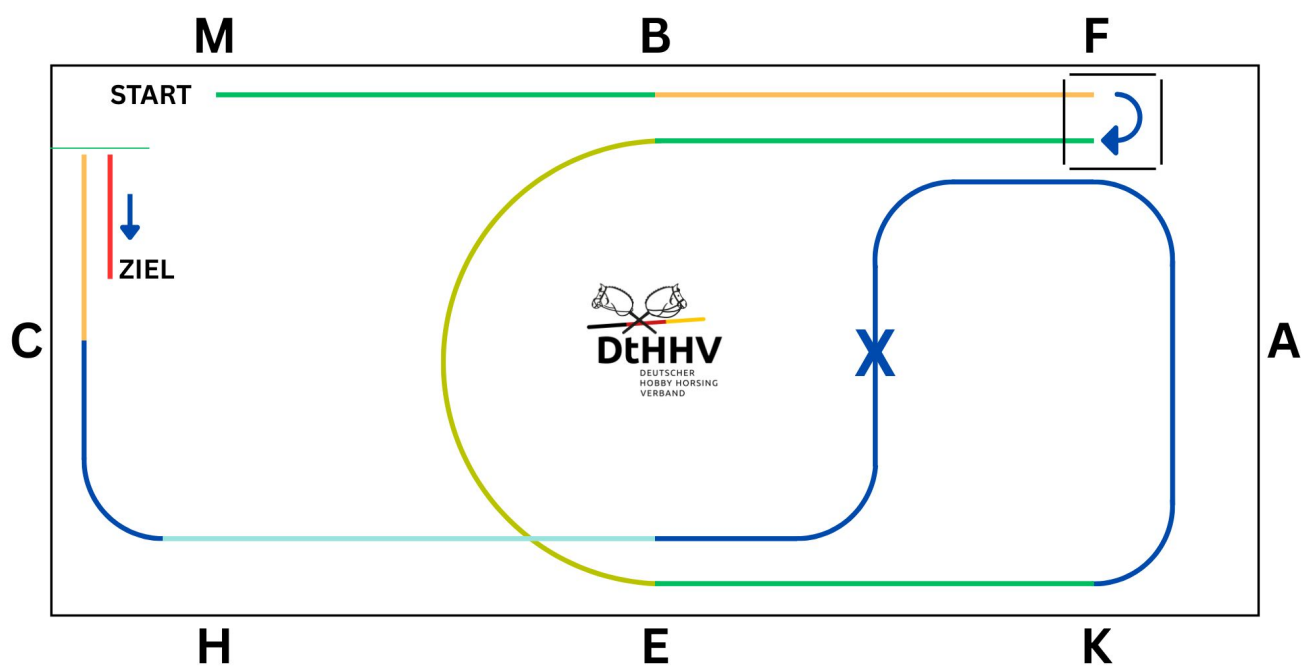 M B F
START
ZIEL
C
X
A
DtHHV
DEUTSCHER
HOBBY HORSING
VERBAND
H E K